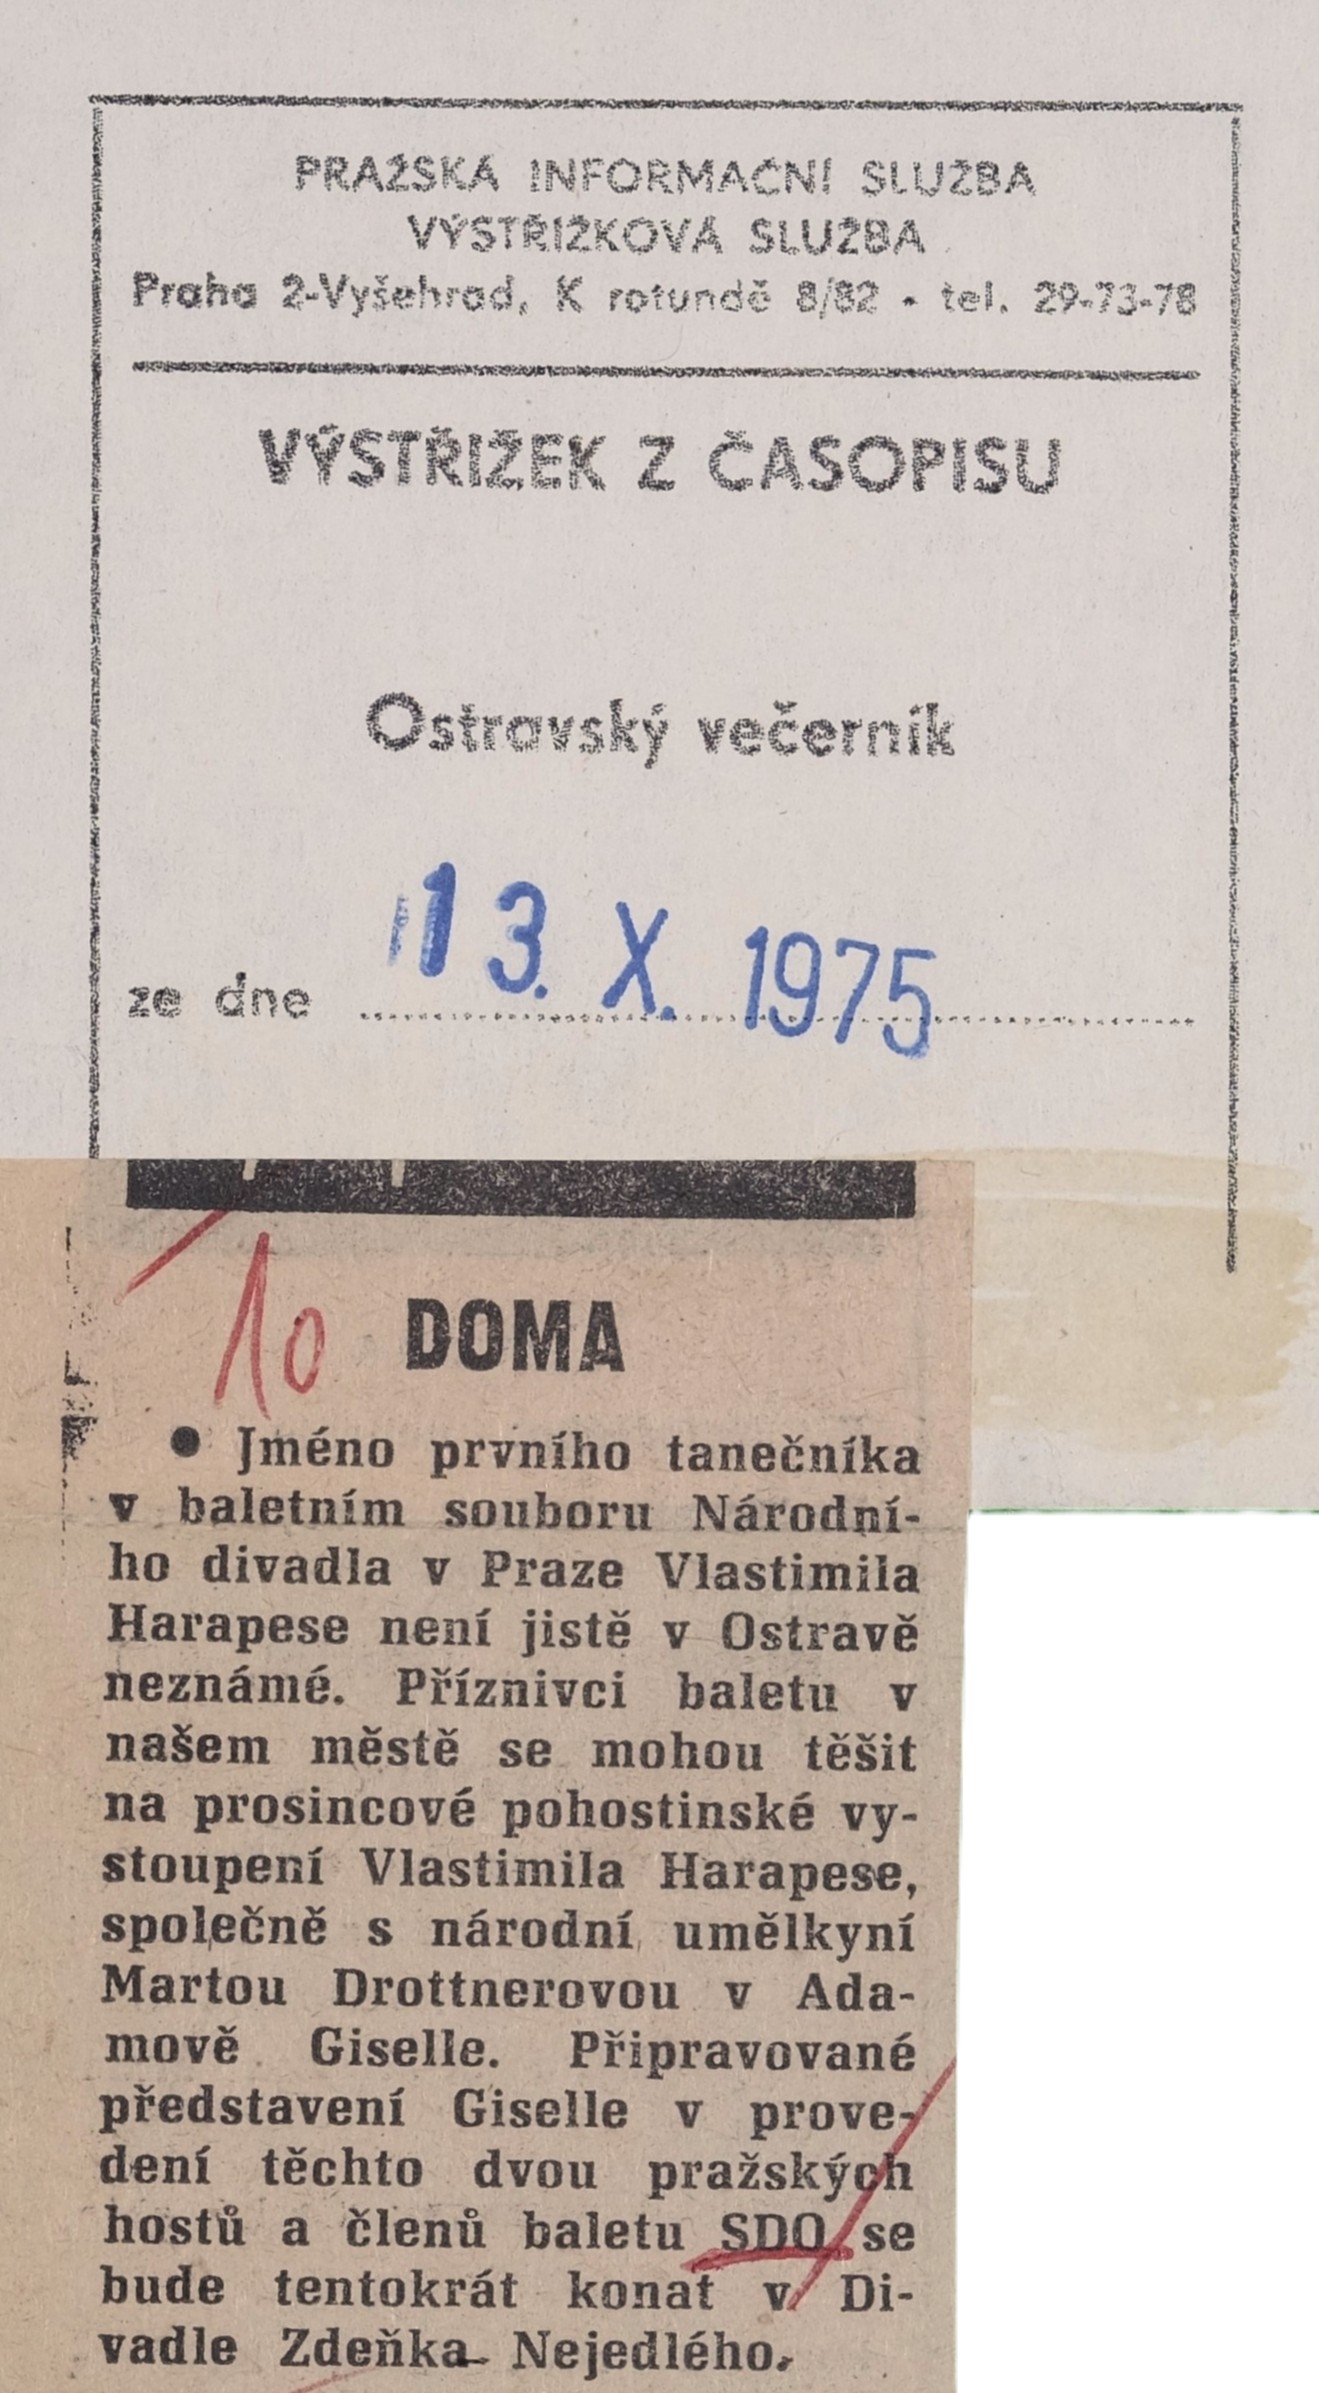 PRAŽSKÁ INFORMAČNÍ SLUŽBA
VÝSTŘIŽKOVÁ SLUŽBA
Praha 2-Vyšehrad, K rotundě 8/82 - tel. 29-73-78
VÝSTŘIŽEK Z ČASOPISU
Ostravský večerník
ze dne 13. X. 1975
10 DOMA
● Jméno prvního tanečníka
v baletním souboru Národní-
ho divadla v Praze Vlastimila
Harapese není jistě v Ostravě
neznámé. Příznivci baletu v
našem městě se mohou těšit
na prosincové pohostinské vy-
stoupení Vlastimila Harapese,
společně s národní umělkyní
Martou Drottnerovou v Ada-
mově Giselle. Připravované
představení Giselle v prove-
dení těchto dvou pražských
hostů a členů baletu SDO se
bude tentokrát konat v Di-
vadle Zdeňka Nejedlého.